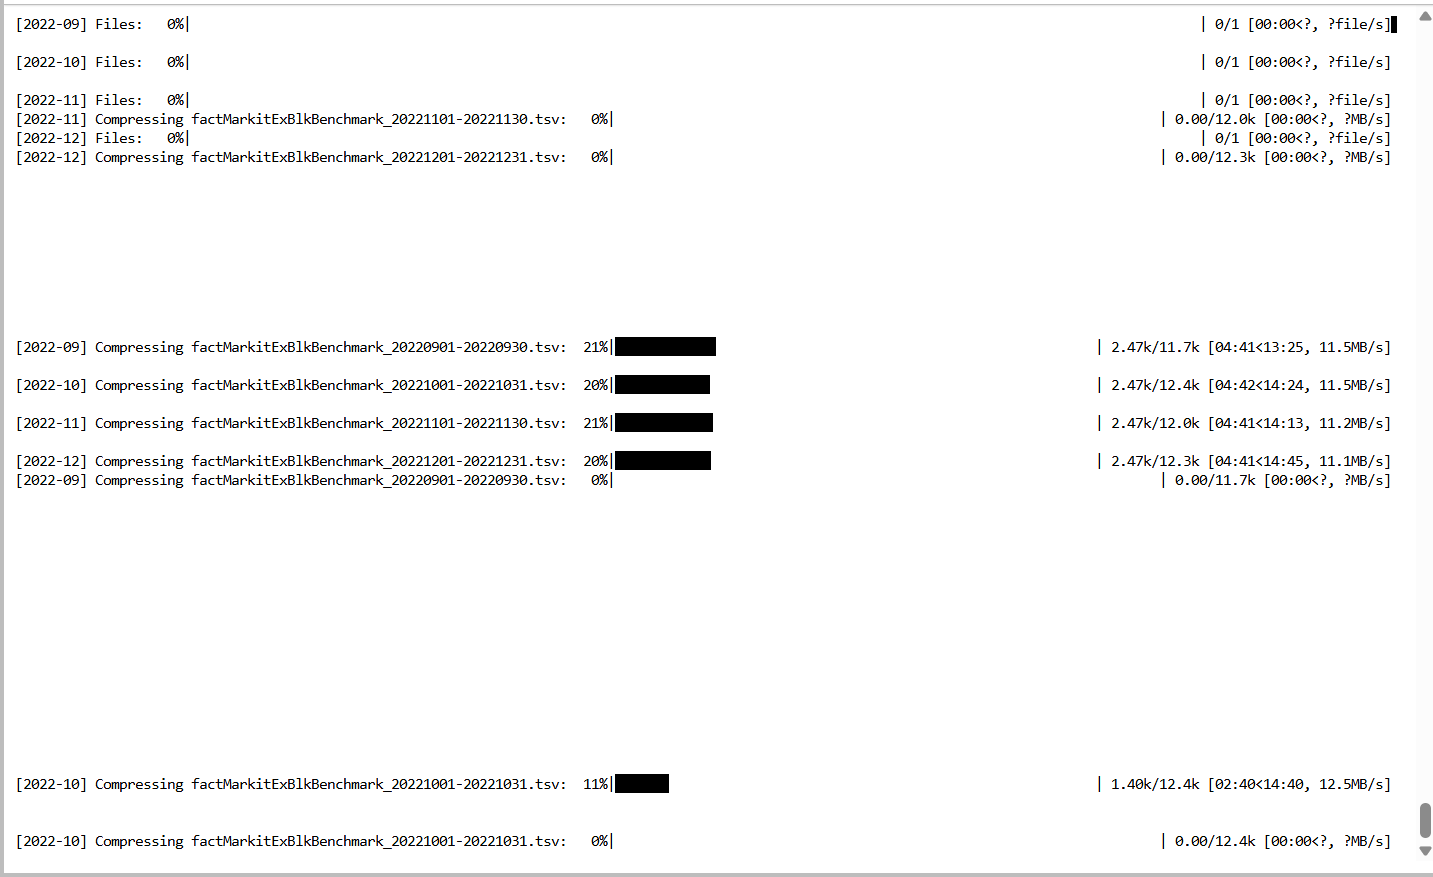 [2022-09] Files:   0%|          | 0/1 [00:00<?, ?file/s]
[2022-10] Files:   0%|          | 0/1 [00:00<?, ?file/s]
[2022-11] Files:   0%|          | 0/1 [00:00<?, ?file/s]
[2022-11] Compressing factMarkitExBlkBenchmark_20221101-20221130.tsv:   0%|          | 0.00/12.0k [00:00<?, ?MB/s]
[2022-12] Files:   0%|          | 0/1 [00:00<?, ?file/s]
[2022-12] Compressing factMarkitExBlkBenchmark_20221201-20221231.tsv:   0%|          | 0.00/12.3k [00:00<?, ?MB/s]
[2022-09] Compressing factMarkitExBlkBenchmark_20220901-20220930.tsv:  21%|          | 2.47k/11.7k [04:41<13:25, 11.5MB/s]
[2022-10] Compressing factMarkitExBlkBenchmark_20221001-20221031.tsv:  20%|          | 2.47k/12.4k [04:42<14:24, 11.5MB/s]
[2022-11] Compressing factMarkitExBlkBenchmark_20221101-20221130.tsv:  21%|          | 2.47k/12.0k [04:41<14:13, 11.2MB/s]
[2022-12] Compressing factMarkitExBlkBenchmark_20221201-20221231.tsv:  20%|          | 2.47k/12.3k [04:41<14:45, 11.1MB/s]
[2022-09] Compressing factMarkitExBlkBenchmark_20220901-20220930.tsv:   0%|          | 0.00/11.7k [00:00<?, ?MB/s]
[2022-10] Compressing factMarkitExBlkBenchmark_20221001-20221031.tsv:  11%|          | 1.40k/12.4k [02:40<14:40, 12.5MB/s]
[2022-10] Compressing factMarkitExBlkBenchmark_20221001-20221031.tsv:   0%|          | 0.00/12.4k [00:00<?, ?MB/s]